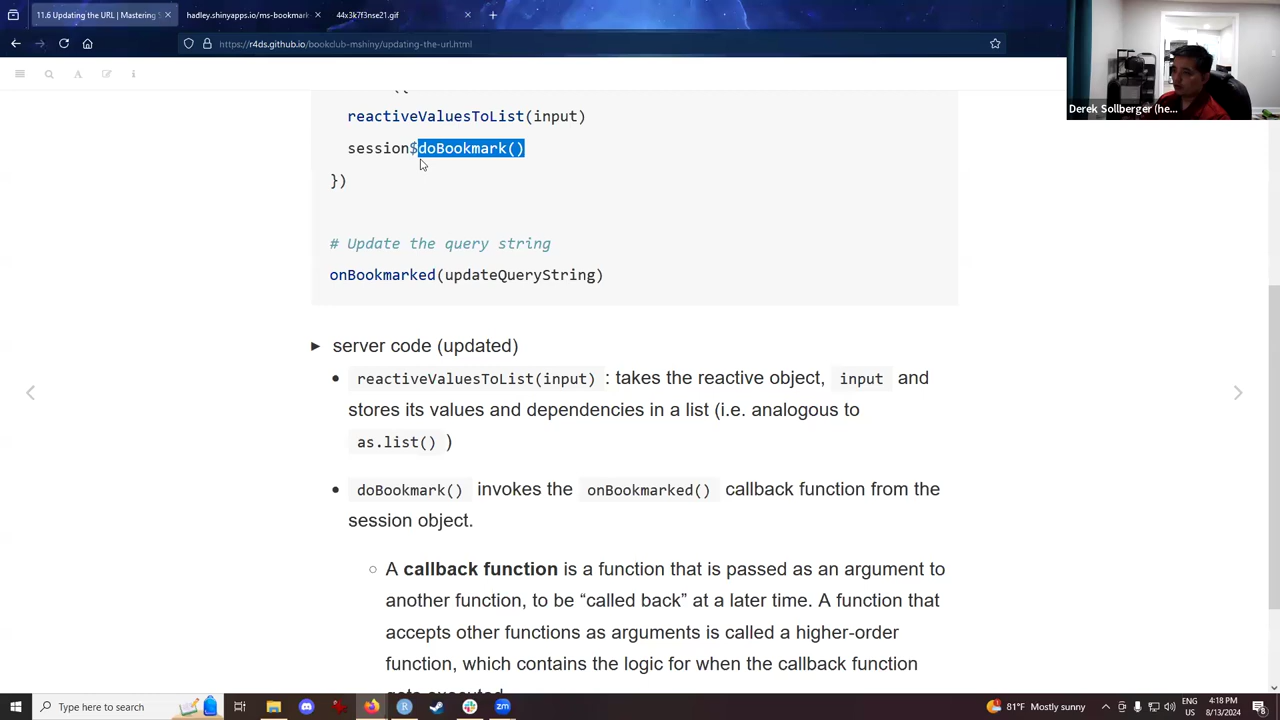 11.6 Updating the URL | Mastering
hadley.shinyapps.io/ms-bookmark
44x3k7f3nse21.gif
https://r4ds.github.io/bookclub-mshiny/updating-the-url.html
Derek Sollberger (he...
reactiveValuesToList(input)
session$doBookmark()
})
# Update the query string
onBookmarked(updateQueryString)
server code (updated)
reactiveValuesToList(input) : takes the reactive object, input and
stores its values and dependencies in a list (i.e. analogous to
as.list() )
doBookmark() invokes the onBookmarked() callback function from the
session object.
A callback function is a function that is passed as an argument to
another function, to be “called back” at a later time. A function that
accepts other functions as arguments is called a higher-order
function, which contains the logic for when the callback function
gets executed
Type here to search
81°F Mostly sunny
ENG
US
4:18 PM
8/13/2024